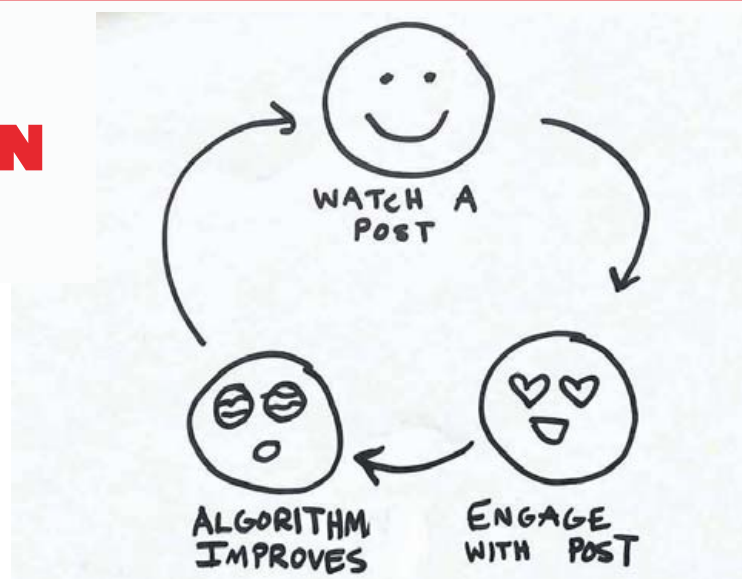 N
WATCH A
POST
ENGAGE
WITH POST
ALGORITHM
IMPROVES